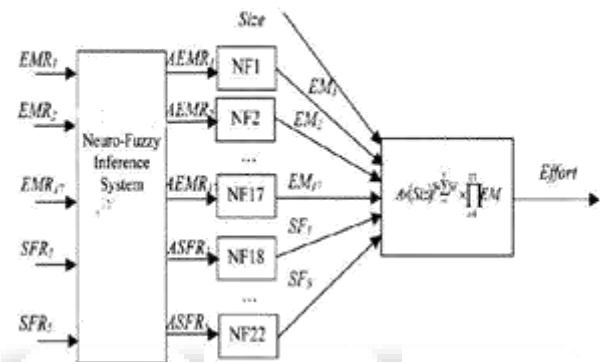 Size
EMR1
AEMR1
NF1
EM1
EMR2
AEMR2
NF2
EM2
Neuro-Fuzzy
Inference
System
...
EMR17
AEMR17
NF17
EM17
Effort
SFR1
ASFR1
NF18
SF1
...
SF5
SFR5
ASFR5
NF22